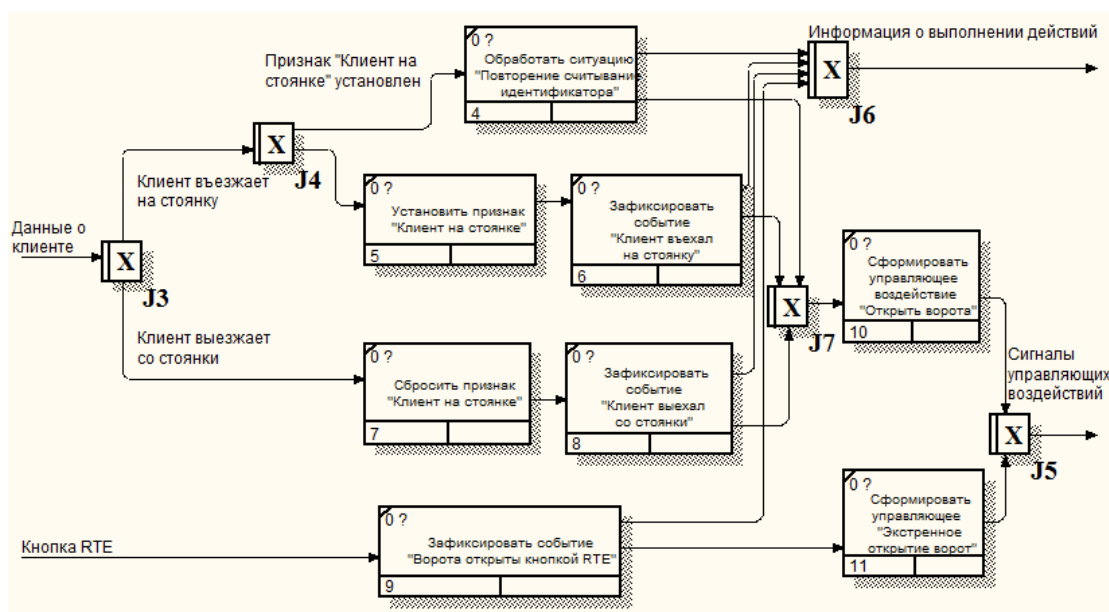 Информация о выполнении действий
0 ?
Обработать ситуацию
"Повторение считывания
идентификатора"
4
Признак "Клиент на
стоянке" установлен
X
J6
X
J4
Клиент въезжает
на стоянку
0 ?
Установить признак
"Клиент на стоянке"
5
0 ?
Зафиксировать
событие
"Клиент въехал
на стоянку"
6
Данные о
клиенте
X
J3
0 ?
Сформировать
управляющее
воздействие
"Открыть ворота"
10
X
J7
Клиент выезжает
со стоянки
0 ?
Сбросить признак
"Клиент на стоянке"
7
0 ?
Зафиксировать
событие
"Клиент выехал
со стоянки"
8
Сигналы
управляющих
воздействий
X
J5
0 ?
Сформировать
управляющее
"Экстренное
открытие ворот"
11
Кнопка RTE
0 ?
Зафиксировать событие
"Ворота открыты кнопкой RTE"
9